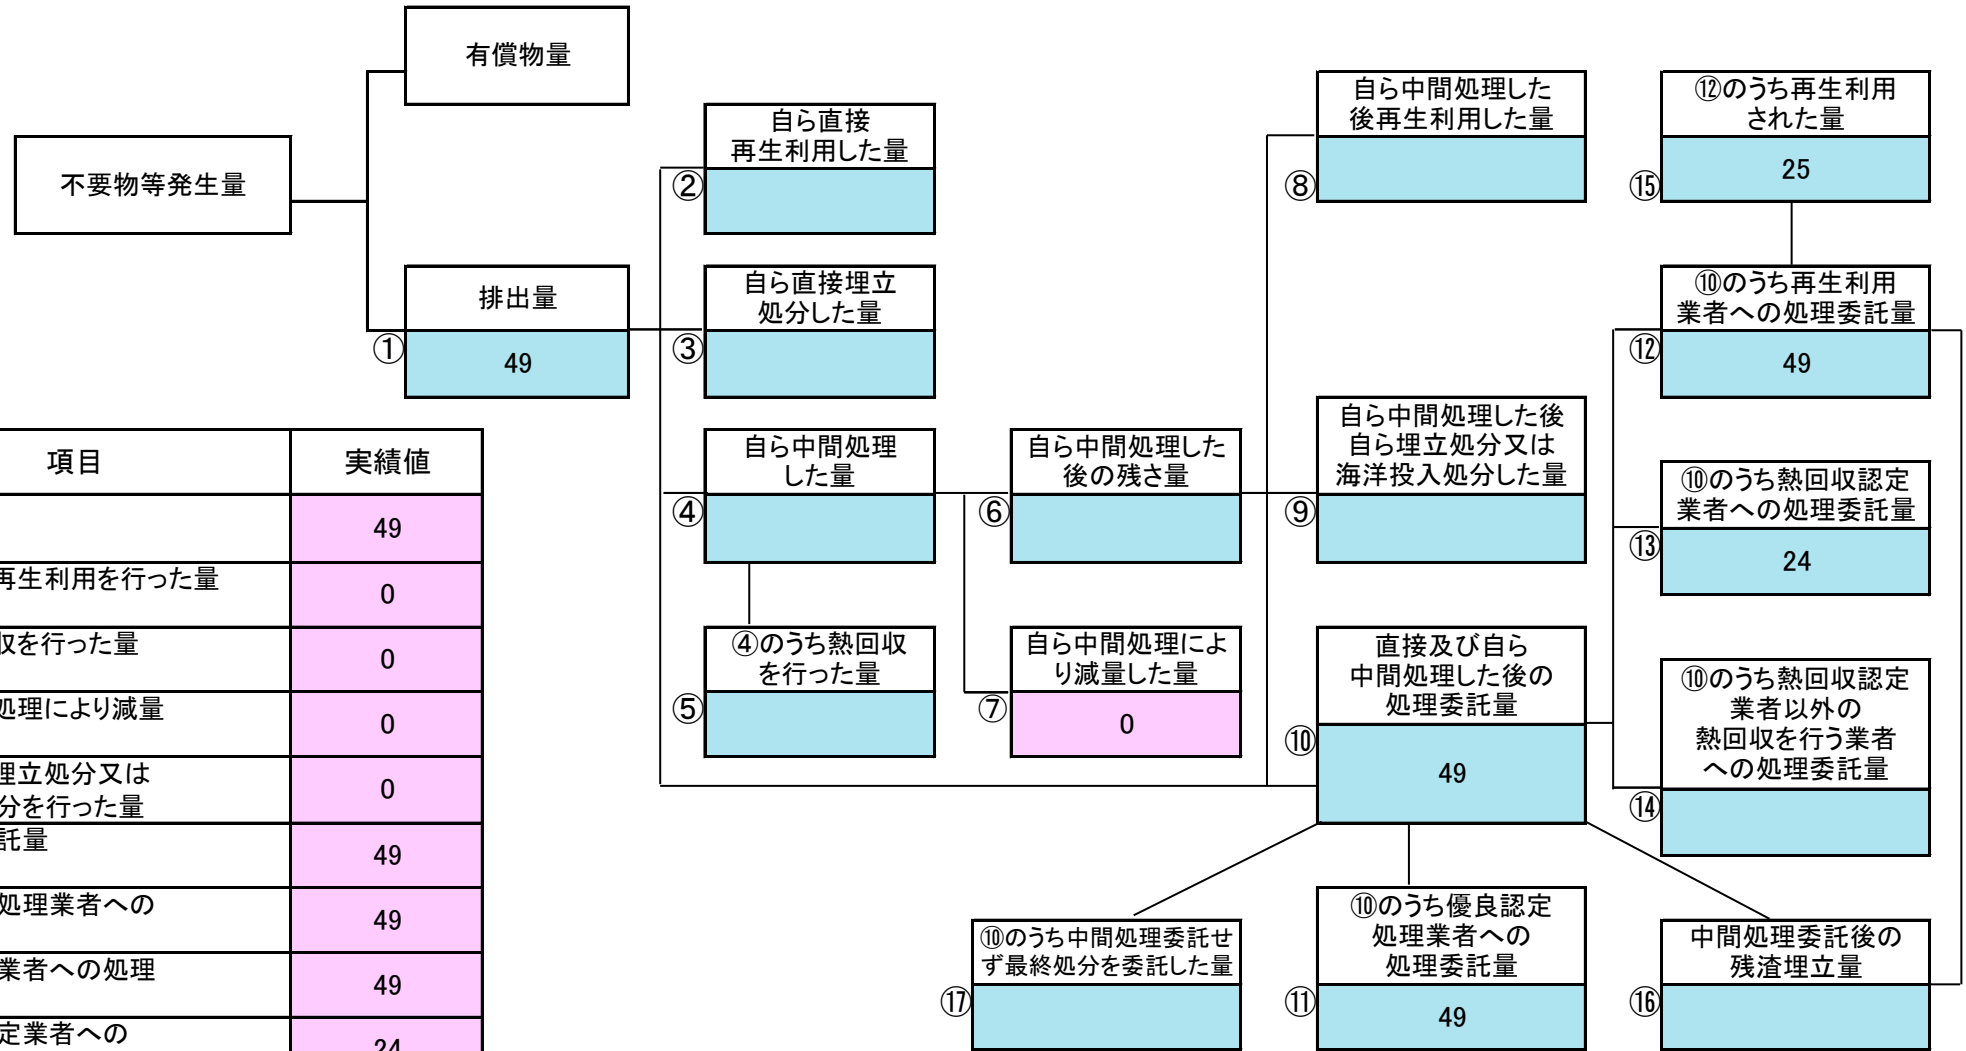 有償物量
不要物等発生量
排出量
①
49
自ら直接
再生利用した量
②
自ら直接埋立
処分した量
③
自ら中間処理
した量
④
④のうち熱回収
を行った量
⑤
自ら中間処理した
後の残さ量
⑥
自ら中間処理によ
り減量した量
⑦
0
自ら中間処理した
後再生利用した量
⑧
自ら中間処理した後
自ら埋立処分又は
海洋投入処分した量
⑨
直接及び自ら
中間処理した後の
処理委託量
⑩
49
⑩のうち優良認定
処理業者への
処理委託量
⑪
49
⑫のうち再生利用
された量
⑮
25
⑩のうち再生利用
業者への処理委託量
⑫
49
⑩のうち熱回収認定
業者への処理委託量
⑬
24
⑩のうち熱回収認定
業者以外の
熱回収を行う業者
への処理委託量
⑭
中間処理委託後の
残渣埋立量
⑯
⑩のうち中間処理委託せ
ず最終処分を委託した量
⑰
項目 実績値
49
再生利用を行った量
0
収を行った量
0
処理により減量
0
埋立処分又は
分を行った量
0
託量
49
処理業者への
49
業者への処理
49
定業者への
24